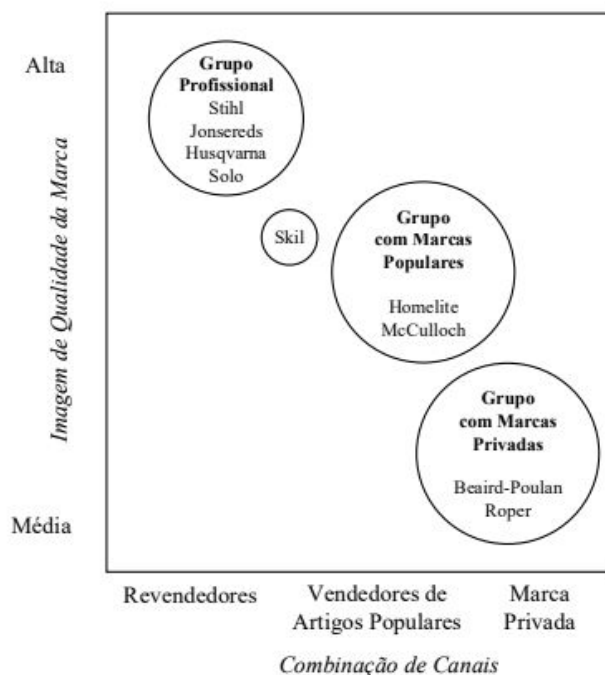 Alta
Imagem de Qualidade da Marca
Média
Grupo
Profissional
Stihl
Jonsereds
Husqvarna
Solo
Skil
Grupo
com Marcas
Populares
Homelite
McCulloch
Grupo
com Marcas
Privadas
Beaird-Poulan
Roper
Revendedores
Vendedores de
Artigos Populares
Marca
Privada
Combinação de Canais